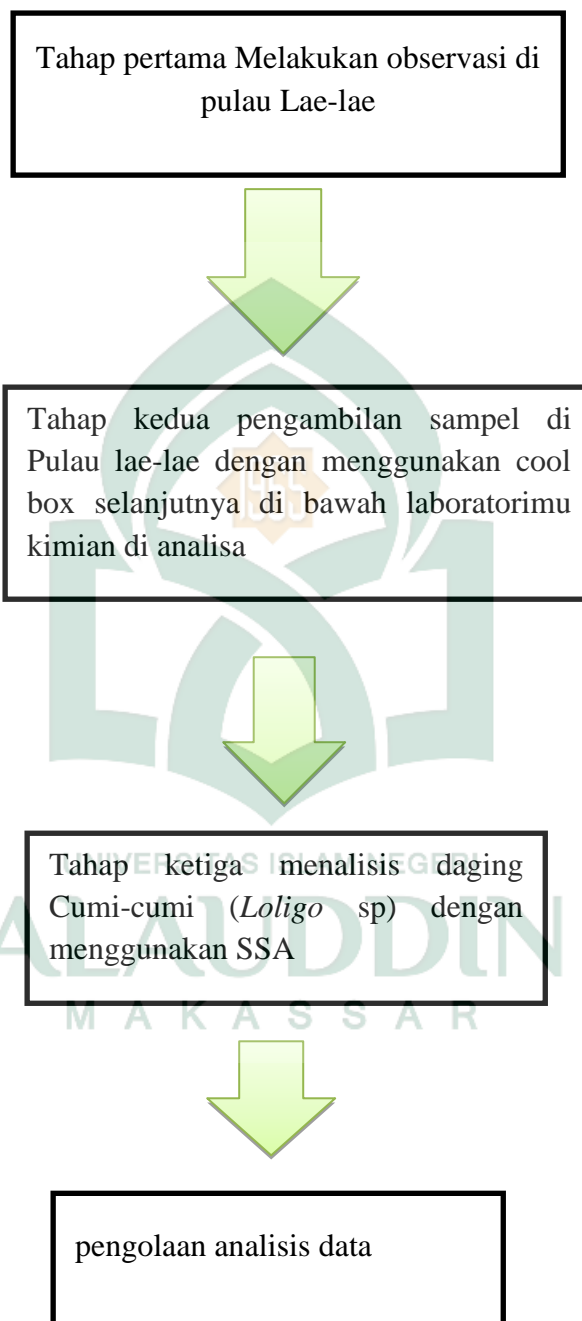 Tahap pertama Melakukan observasi di
pulau Lae-lae
Tahap kedua pengambilan sampel di
Pulau lae-lae dengan menggunakan cool
box selanjutnya di bawah laboratorimu
kimian di analisa
1965
Tahap ketiga menalisis daging
Cumi-cumi (Loligo sp) dengan
menggunakan SSA
UNIVERSITAS ISLAM NEGERI
ALAUDDIN
MAKASSAR
pengolaan analisis data